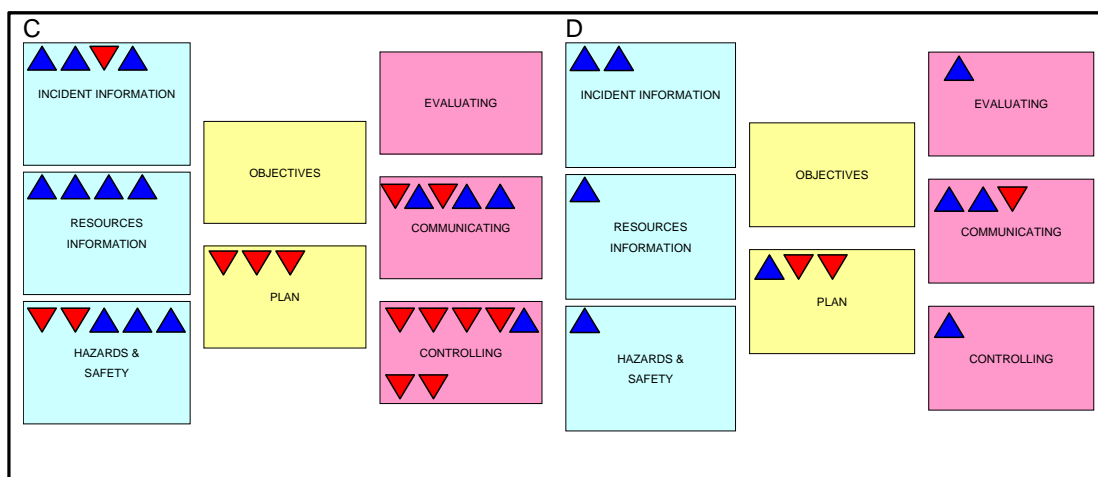 C
INCIDENT INFORMATION
RESOURCES
INFORMATION
HAZARDS &
SAFETY
OBJECTIVES
PLAN
EVALUATING
COMMUNICATING
CONTROLLING
D
INCIDENT INFORMATION
RESOURCES
INFORMATION
HAZARDS &
SAFETY
OBJECTIVES
PLAN
EVALUATING
COMMUNICATING
CONTROLLING